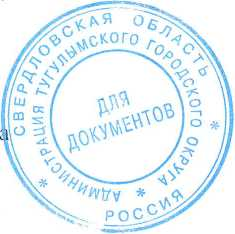 СВЕРДЛОВСКАЯ ОБЛАСТЬ * РОССИЯ *
АДМИНИСТРАЦИЯ ТУГУЛЫМСКОГО ГОРОДСКОГО ОКРУГА
ДЛЯ
ДОКУМЕНТОВ
а